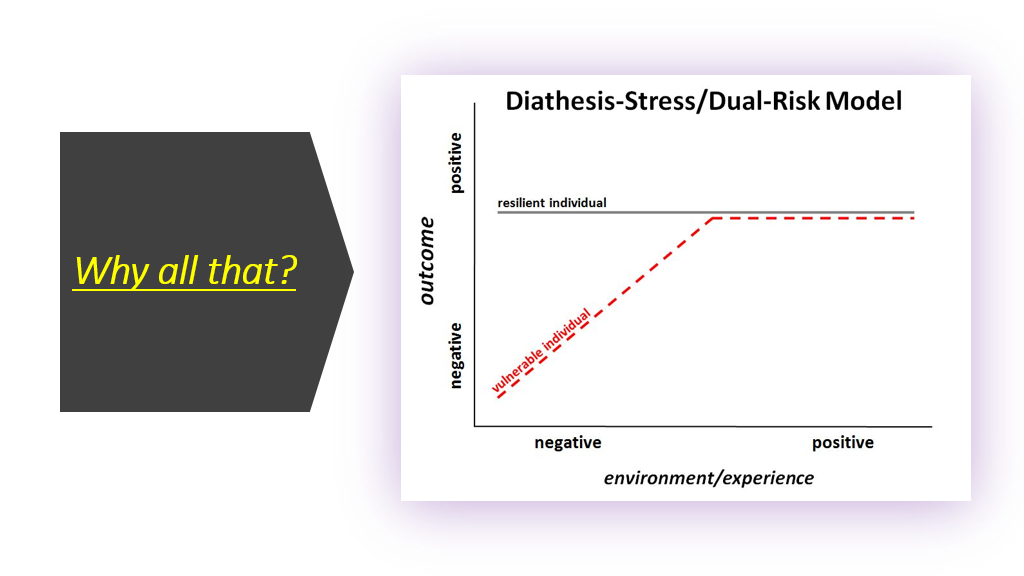 Why all that?
Diathesis-Stress/Dual-Risk Model
positive
resilient individual
outcome
vulnerable individual
negative
negative positive
environment/experience